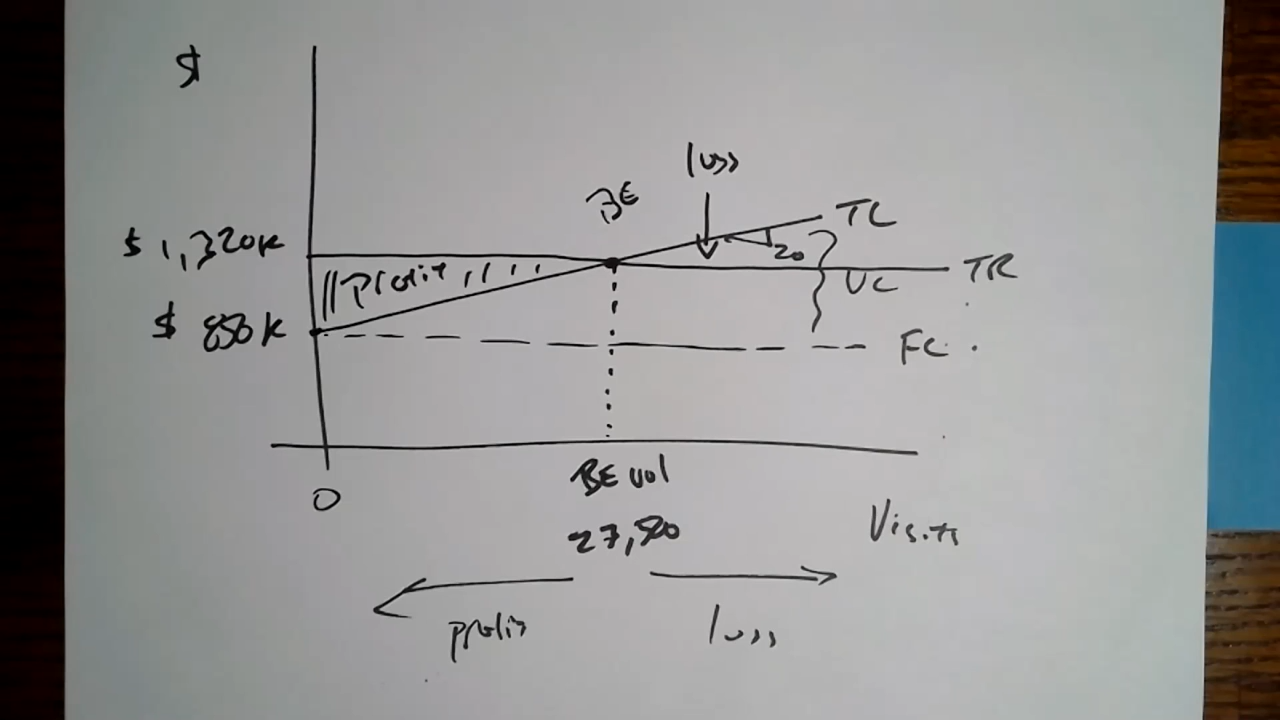 $
loss
BE
TC
$ 1,320K
20
Profit
VC
TR
$ 850K
FC
BE vol
0
27,500
Visits
profit
loss